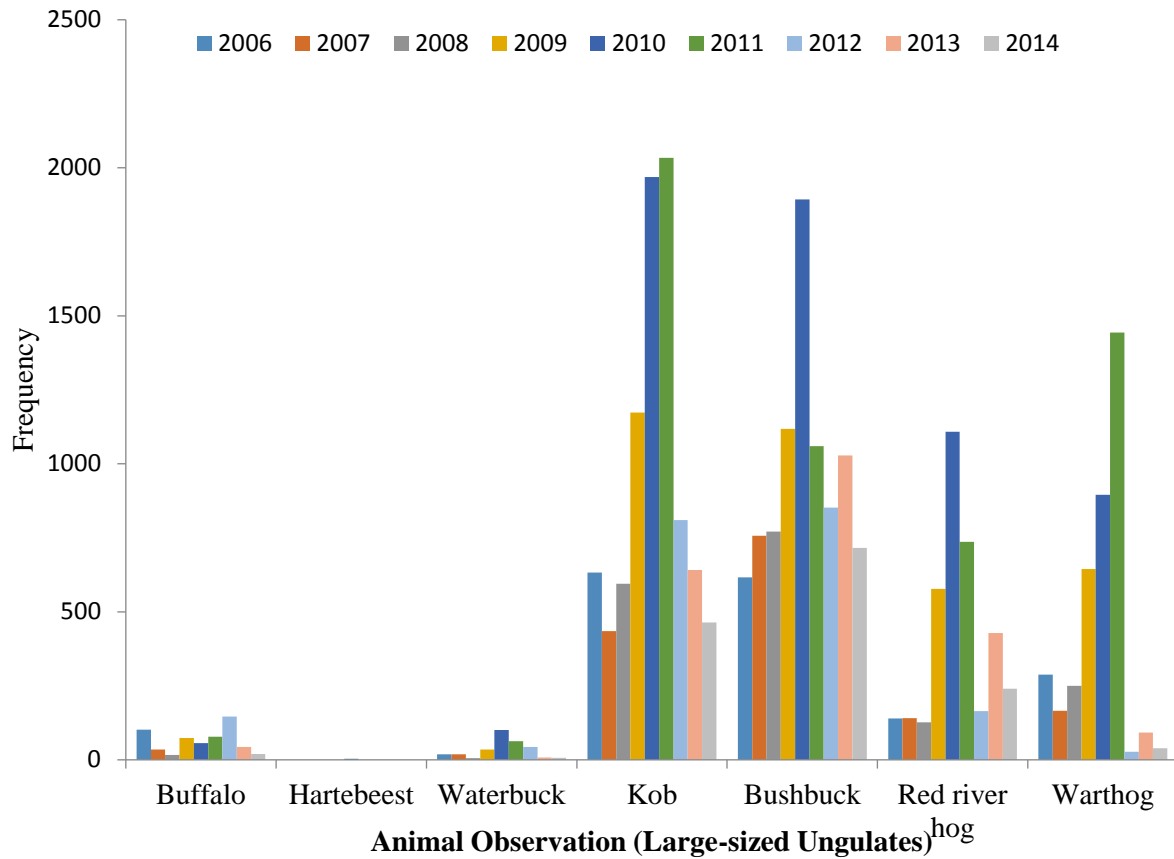 2500
2006 2007 2008 2009 2010 2011 2012 2013 2014
2000
1500
1000
500
0
Frequency
Buffalo Hartebeest Waterbuck Kob Bushbuck Red river hog Warthog
Animal Observation (Large-sized Ungulates)